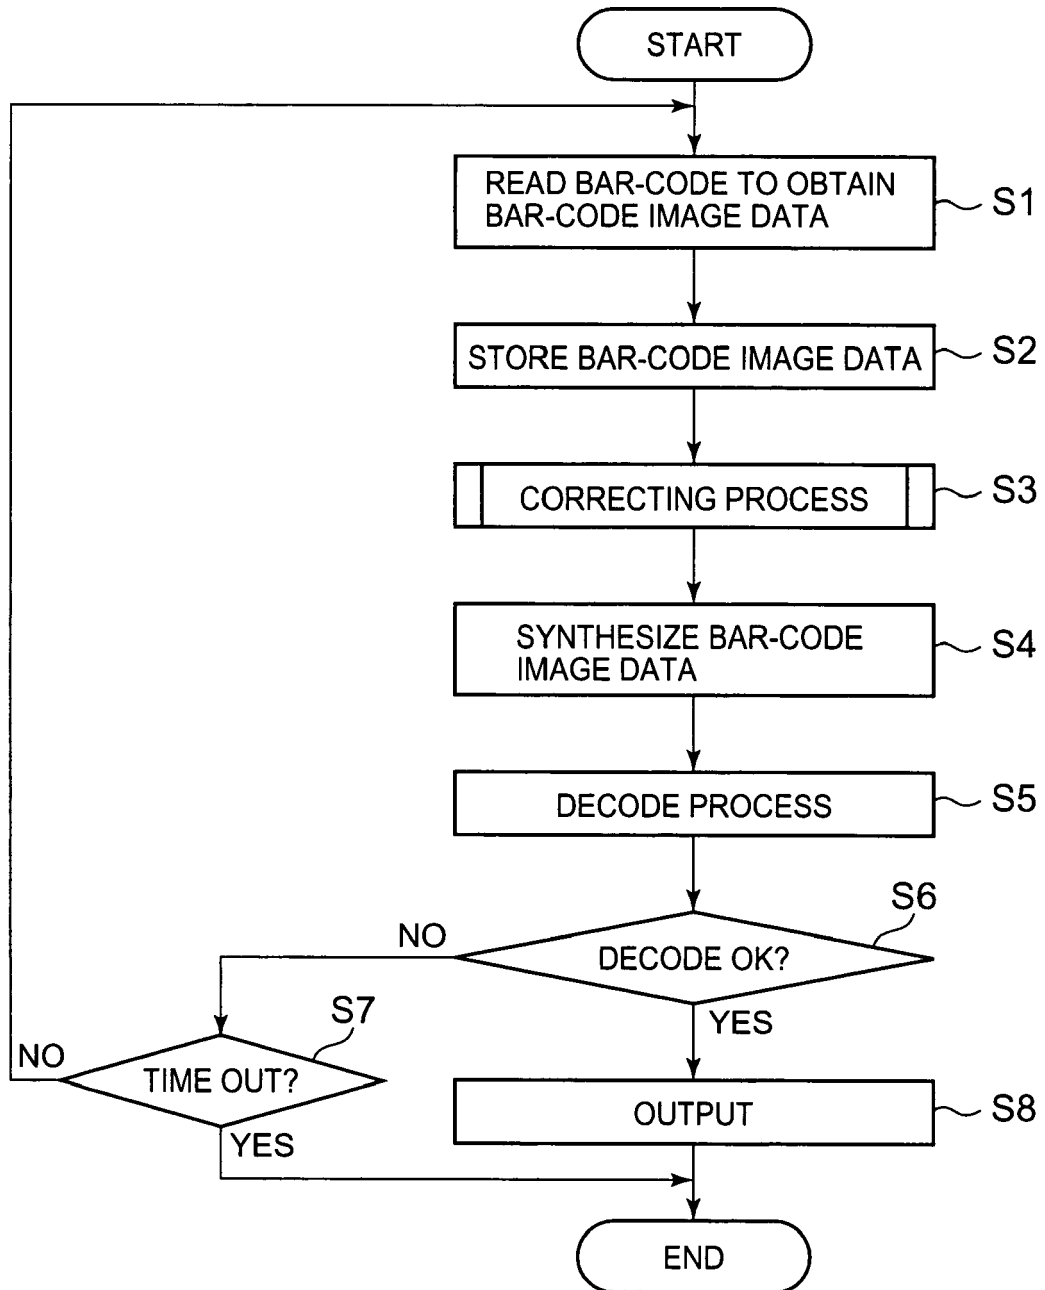 START
READ BAR-CODE TO OBTAIN
BAR-CODE IMAGE DATA
S1
STORE BAR-CODE IMAGE DATA
S2
CORRECTING PROCESS
S3
SYNTHESIZE BAR-CODE
IMAGE DATA
S4
DECODE PROCESS
S5
S6
NO
DECODE OK?
YES
S7
NO
TIME OUT?
YES
OUTPUT
S8
END